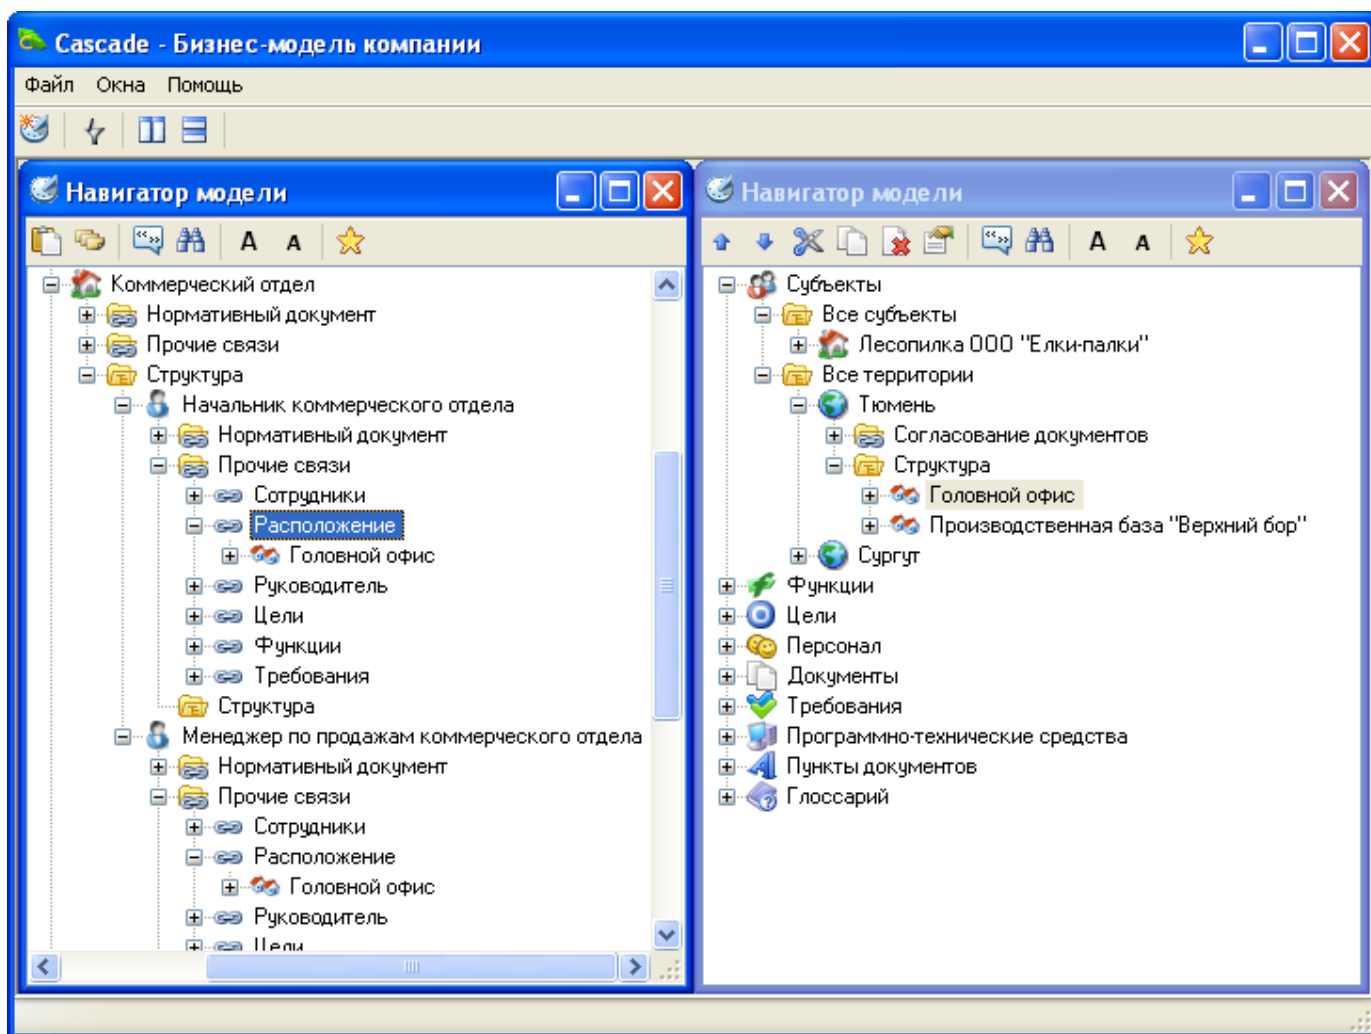 Cascade - Бизнес-модель компании
Файл Окна Помощь
Навигатор модели
A A
Коммерческий отдел
Нормативный документ
Прочие связи
Структура
Начальник коммерческого отдела
Нормативный документ
Прочие связи
Сотрудники
Расположение
Головной офис
Руководитель
Цели
Функции
Требования
Структура
Менеджер по продажам коммерческого отдела
Нормативный документ
Прочие связи
Сотрудники
Расположение
Головной офис
Руководитель
Цели
Навигатор модели
A A
Субъекты
Все субъекты
Лесопилка ООО "Елки-палки"
Все территории
Тюмень
Согласование документов
Структура
Головной офис
Производственная база "Верхний бор"
Сургут
Функции
Цели
Персонал
Документы
Требования
Программно-технические средства
Пункты документов
Глоссарий